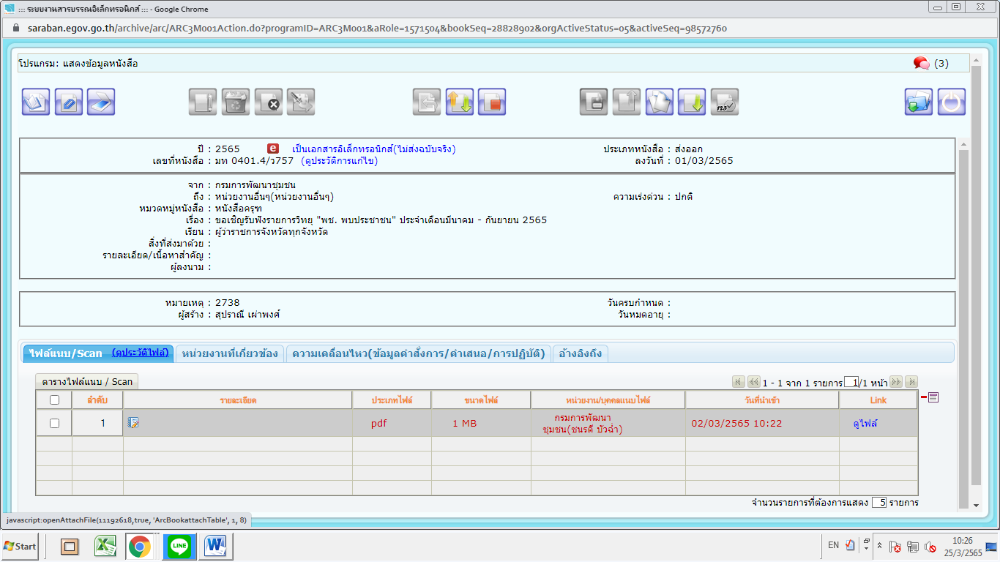 ::: ระบบงานสารบรรณอิเล็กทรอนิกส์ ::: - Google Chrome
saraban.egov.go.th/archive/arc/ARC3M001Action.do?programID=ARC3M001&aRole=1571504&bookSeq=28828902&orgActiveStatus=05&activeSeq=98572760
โปรแกรม: แสดงข้อมูลหนังสือ (3)
123
ปี : 2565 e เป็นเอกสารอิเล็กทรอนิกส์(ไม่ส่งฉบับจริง) ประเภทหนังสือ : ส่งออก
เลขที่หนังสือ : มท 0401.4/ว757 (ดูประวัติการแก้ไข) ลงวันที่ : 01/03/2565
จาก : กรมการพัฒนาชุมชน
ถึง : หน่วยงานอื่นๆ(หน่วยงานอื่นๆ) ความเร่งด่วน : ปกติ
หมวดหมู่หนังสือ : หนังสือครุฑ
เรื่อง : ขอเชิญรับฟังรายการวิทยุ "พช. พบประชาชน" ประจำเดือนมีนาคม - กันยายน 2565
เรียน : ผู้ว่าราชการจังหวัดทุกจังหวัด
สิ่งที่ส่งมาด้วย :
รายละเอียด/เนื้อหาสำคัญ :
ผู้ลงนาม :
หมายเหตุ : 2738 วันครบกำหนด :
ผู้สร้าง : สุปราณี เผ่าพงศ์ วันหมดอายุ :
ไฟล์แนบ/Scan (ดูประวัติไฟล์) หน่วยงานที่เกี่ยวข้อง ความเคลื่อนไหว(ข้อมูลคำสั่งการ/คำเสนอ/การปฏิบัติ) อ้างอิงถึง
ตารางไฟล์แนบ / Scan 1 - 1 จาก 1 รายการ 1/1 หน้า
ลำดับ รายละเอียด ประเภทไฟล์ ขนาดไฟล์ หน่วยงาน/บุคคลแนบไฟล์ วันที่นำเข้า Link
1 pdf 1 MB กรมการพัฒนา 02/03/2565 10:22 ดูไฟล์
ชุมชน(ชนรดี บัวฉ่ำ)
จำนวนรายการที่ต้องการแสดง 5 รายการ
javascript:openAttachFile(11192618,true, 'ArcBookattachTable', 1, 8)
Start LINE EN 10:26
25/3/2565